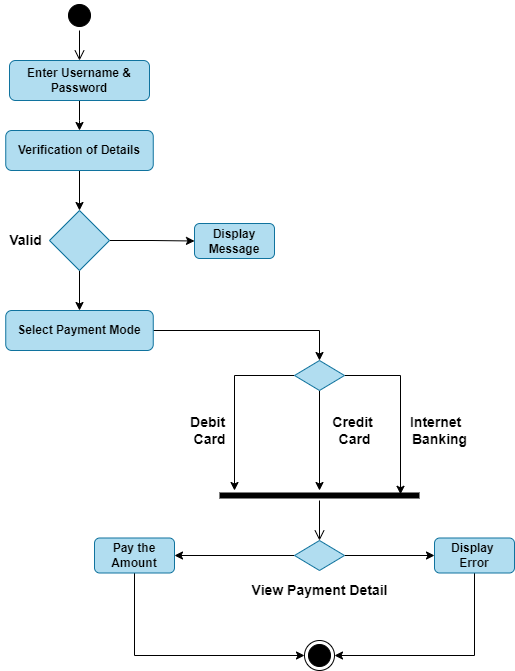 Enter Username &
Password
Verification of Details
Valid
Display
Message
Select Payment Mode
Debit
Card
Credit
Card
Internet
Banking
Pay the
Amount
Display
Error
View Payment Detail